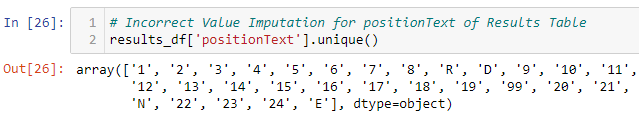 In [26]: 1 # Incorrect Value Imputation for positionText of Results Table
2 results_df['positionText'].unique()
Out[26]: array(['1', '2', '3', '4', '5', '6', '7', '8', 'R', 'D', '9', '10', '11',
'12', '13', '14', '15', '16', '17', '18', '19', '99', '20', '21',
'N', '22', '23', '24', 'E'], dtype=object)